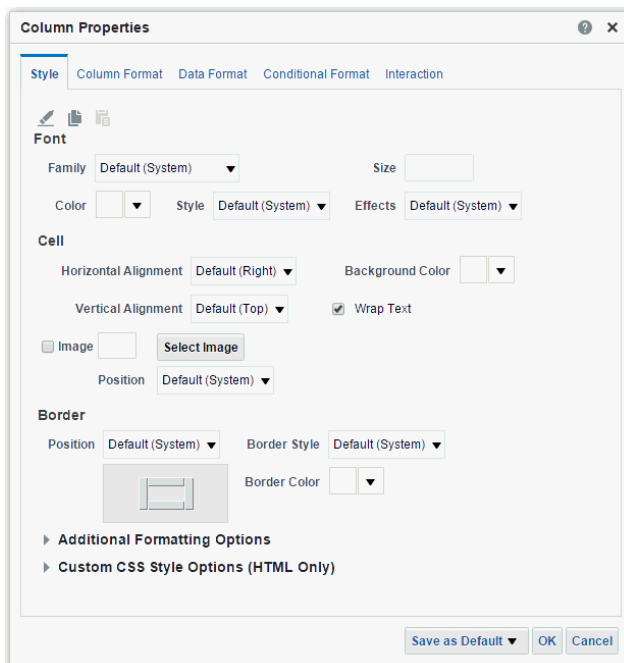 Column Properties
Style Column Format Data Format Conditional Format Interaction
Font
Family Default (System) Size
Color Style Default (System) Effects Default (System)
Cell
Horizontal Alignment Default (Right) Background Color
Vertical Alignment Default (Top) Wrap Text
Image Select Image
Position Default (System)
Border
Position Default (System) Border Style Default (System)
Border Color
Additional Formatting Options
Custom CSS Style Options (HTML Only)
Save as Default OK Cancel